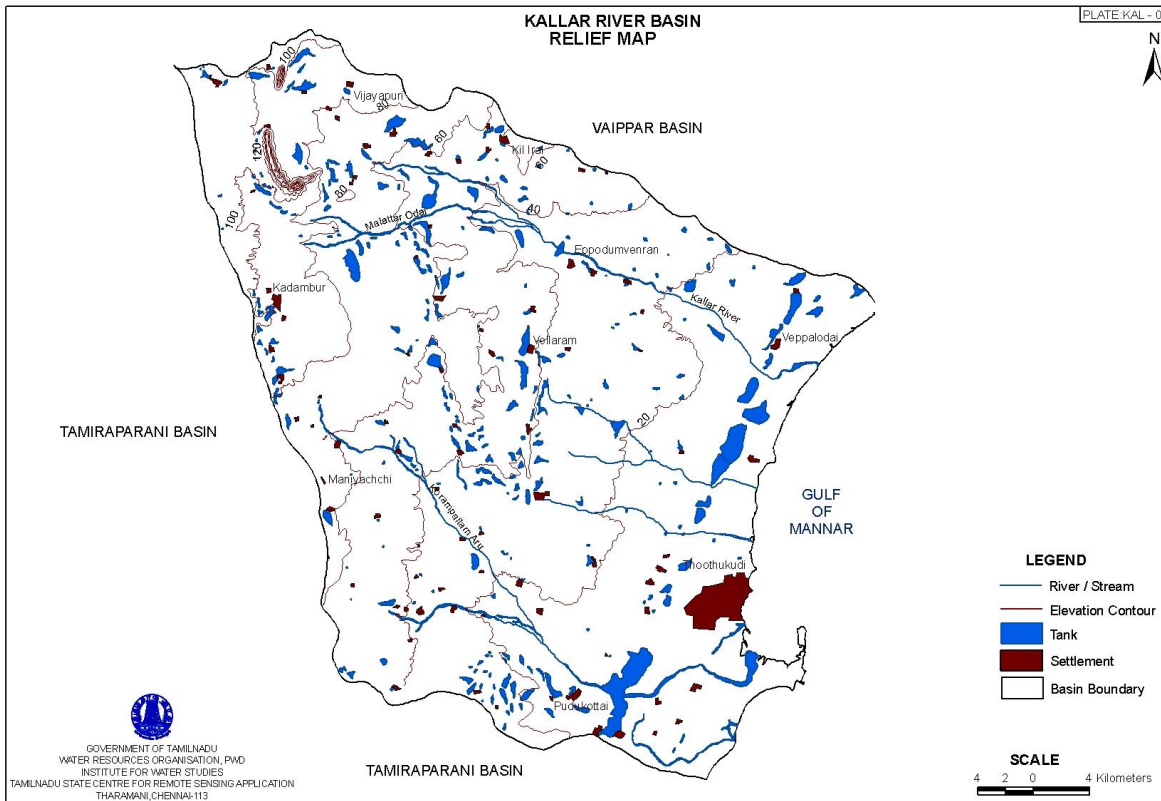 KALLAR RIVER BASIN
RELIEF MAP
PLATE:KAL - 0
N
VAIPPAR BASIN
100
Vijayapuri
80
60
Kil Iral
80
120
80
100
40
Malattar Odai
Eppodumvenran
Kadambur
Kallar River
Veppalodai
Vellaram
20
TAMIRAPARANI BASIN
Maniyachchi
Korampallam Aru
GULF
OF
MANNAR
Thoothukudi
Pudukottai
TAMIRAPARANI BASIN
LEGEND
River / Stream
Elevation Contour
Tank
Settlement
Basin Boundary
SCALE
4 2 0 4 Kilometers
GOVERNMENT OF TAMILNADU
WATER RESOURCES ORGANISATION, PWD
INSTITUTE FOR WATER STUDIES
TAMILNADU STATE CENTRE FOR REMOTE SENSING APPLICATION
THARAMANI,CHENNAI-113